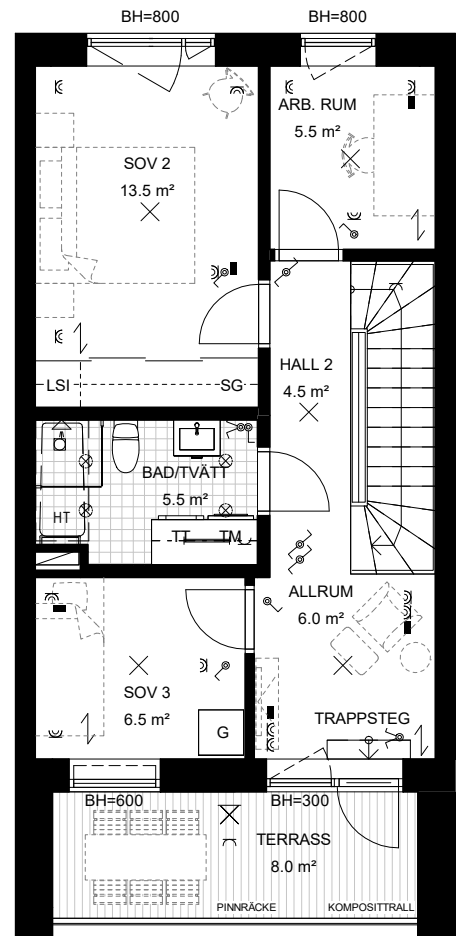 BH=800
BH=800
ARB. RUM
5.5 m²
SOV 2
13.5 m²
HALL 2
4.5 m²
LSI
SG
BAD/TVÄTT
5.5 m²
HT
TT
TM
ALLRUM
6.0 m²
SOV 3
6.5 m²
G
TRAPPSTEG
BH=600
BH=300
TERRASS
8.0 m²
PINNRÄCKE
KOMPOSITTRALL